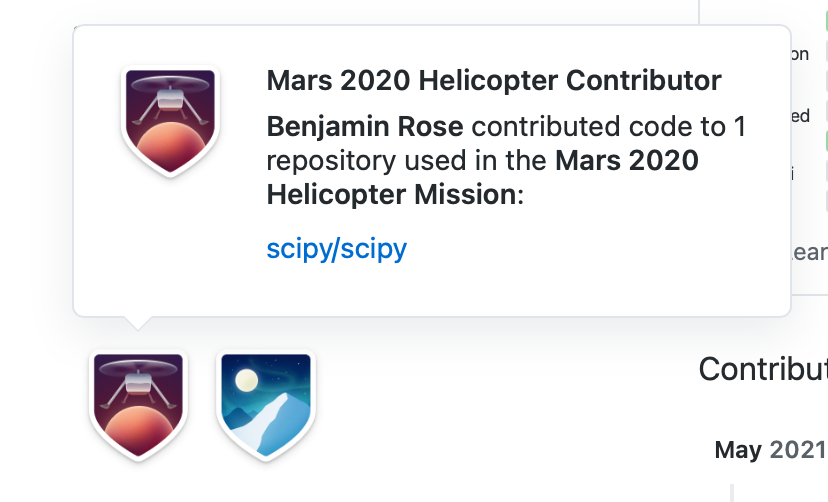 Mars 2020 Helicopter Contributor
Benjamin Rose contributed code to 1
repository used in the Mars 2020
Helicopter Mission:
scipy/scipy
on
ed
i
ear
Contribut
May 2021